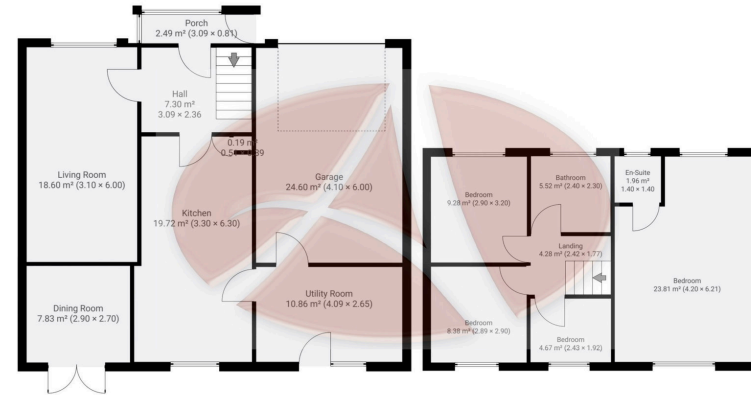 Porch
2.49 m² (3.09 × 0.81)
Hall
7.30 m²
3.09 × 2.36
0.19 m²
Living Room
18.60 m² (3.10 × 6.00)
Garage
24.60 m² (4.10 × 6.00)
Kitchen
19.72 m² (3.30 × 6.30)
Dining Room
7.83 m² (2.90 × 2.70)
Utility Room
10.86 m² (4.09 × 2.65)
Bedroom
9.28 m² (2.90 × 3.20)
Bathroom
5.52 m² (2.40 × 2.30)
En-Suite
1.96 m²
1.40 × 1.40
Landing
4.28 m² (2.42 × 1.77)
Bedroom
23.81 m² (4.20 × 6.21)
Bedroom
8.38 m² (2.89 × 2.90)
Bedroom
4.67 m² (2.43 × 1.92)